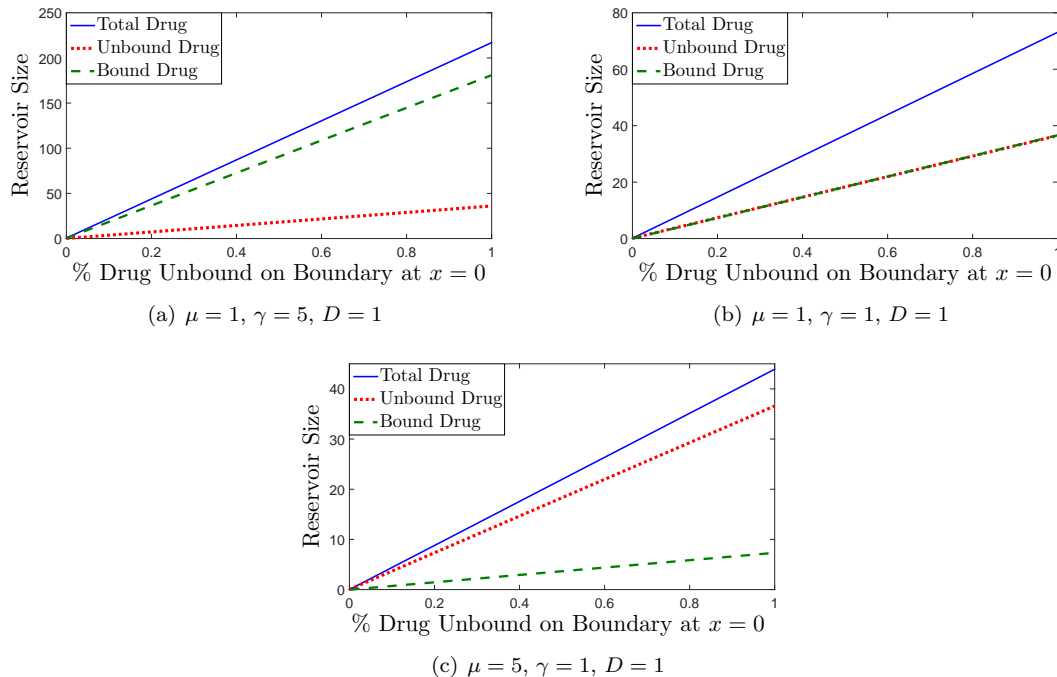 Total Drug
Unbound Drug
Bound Drug
Reservoir Size
250
200
150
100
50
0
0 0.2 0.4 0.6 0.8 1
% Drug Unbound on Boundary at x = 0
(a) μ = 1, γ = 5, D = 1
Total Drug
Unbound Drug
Bound Drug
Reservoir Size
80
60
40
20
0
0 0.2 0.4 0.6 0.8 1
% Drug Unbound on Boundary at x = 0
(b) μ = 1, γ = 1, D = 1
Total Drug
Unbound Drug
Bound Drug
Reservoir Size
40
30
20
10
0
0 0.2 0.4 0.6 0.8 1
% Drug Unbound on Boundary at x = 0
(c) μ = 5, γ = 1, D = 1